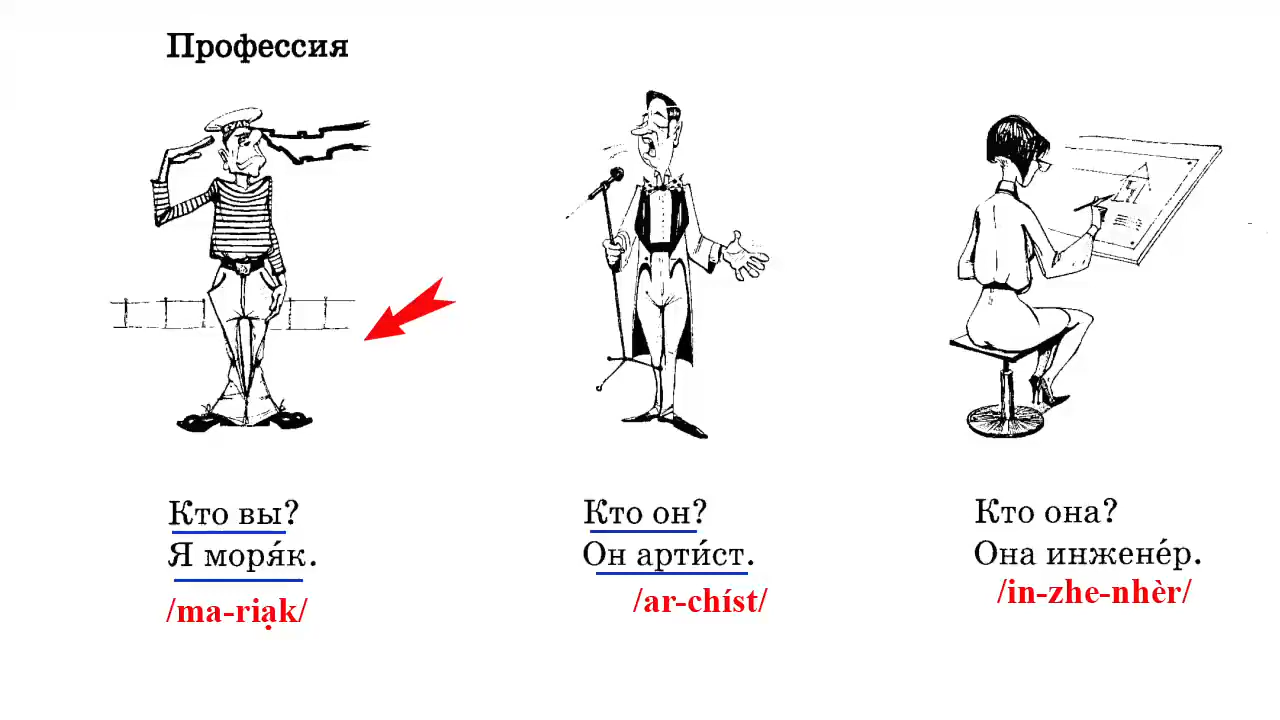 Профессия
Кто вы?
Я моря́к.
/ma-riạk/
Кто он?
Он арти́ст.
/ar-chíst/
Кто она?
Она инжене́р.
/in-zhe-nhèr/